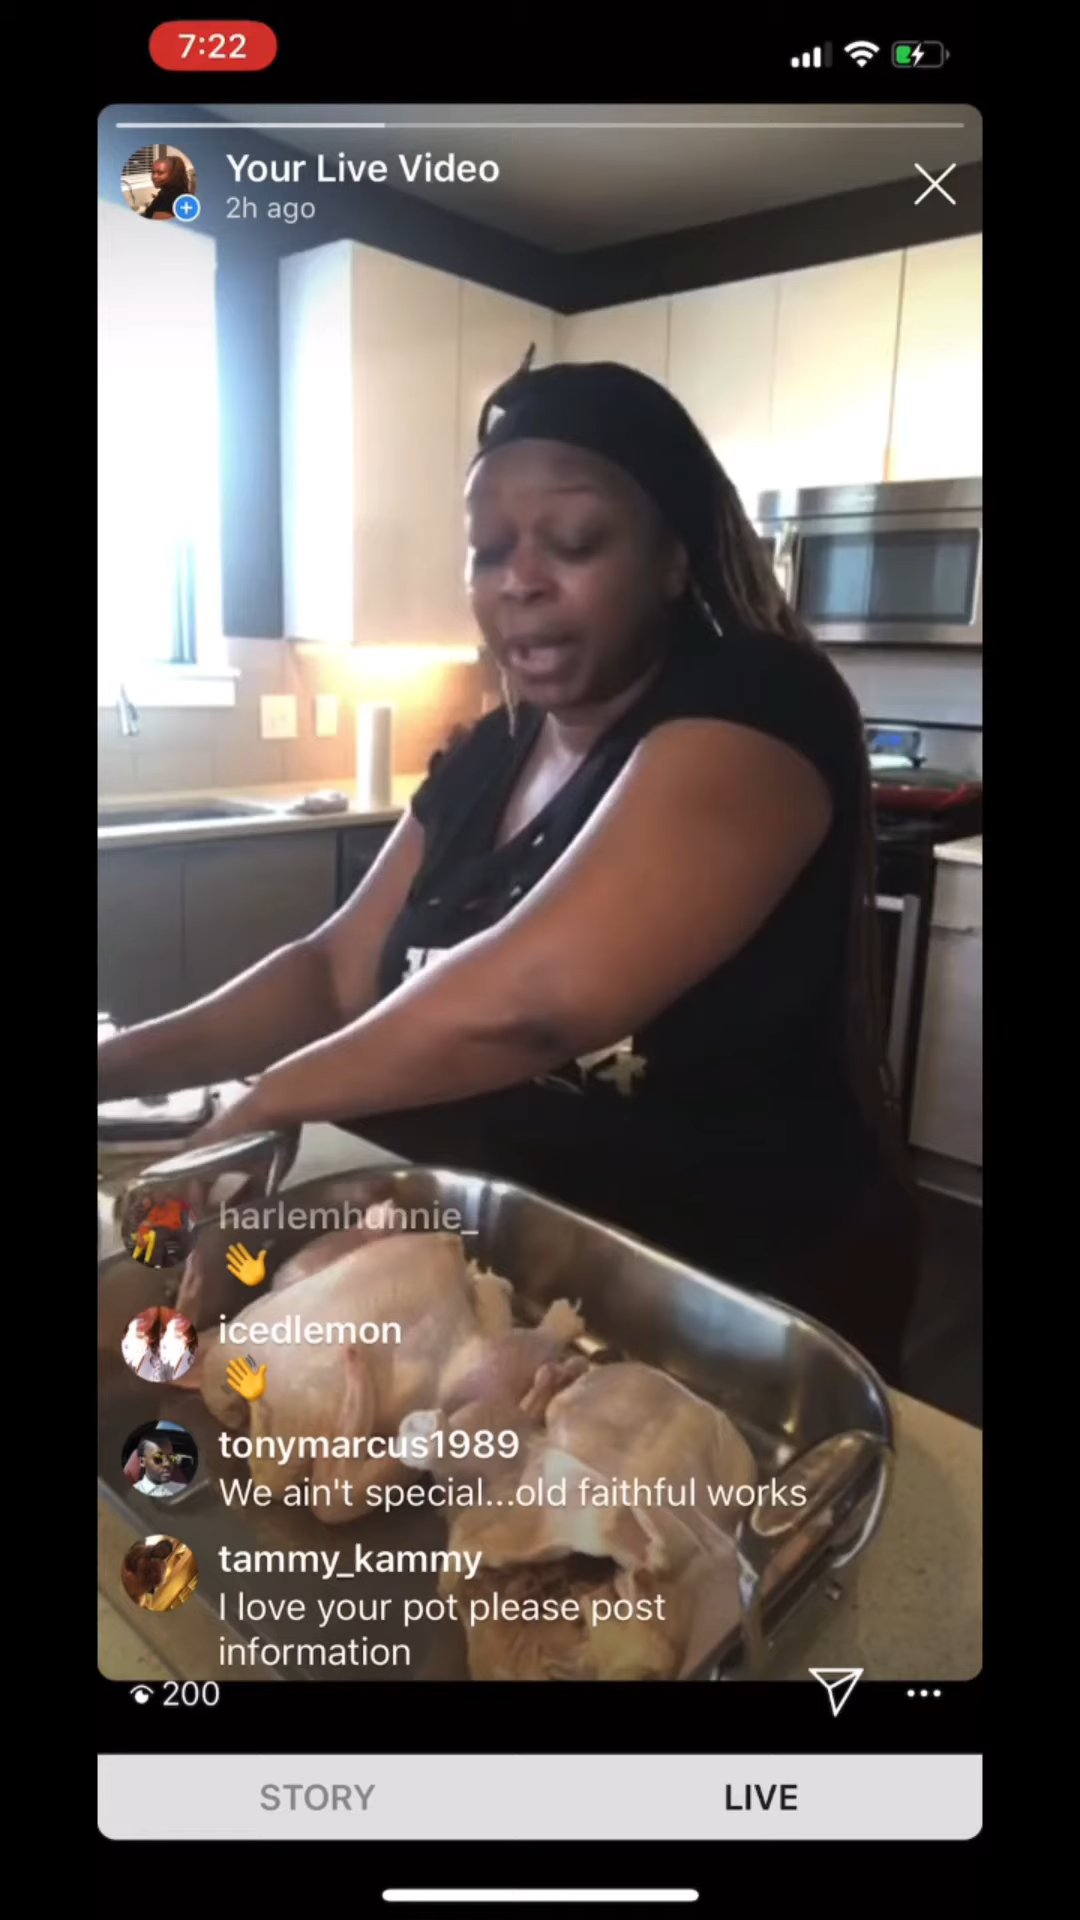 7:22
Your Live Video
2h ago
harlemhunnie_
👋
icedlemon
👋
tonymarcus1989
We ain't special...old faithful works
tammy_kammy
I love your pot please post
information
200
STORY
LIVE